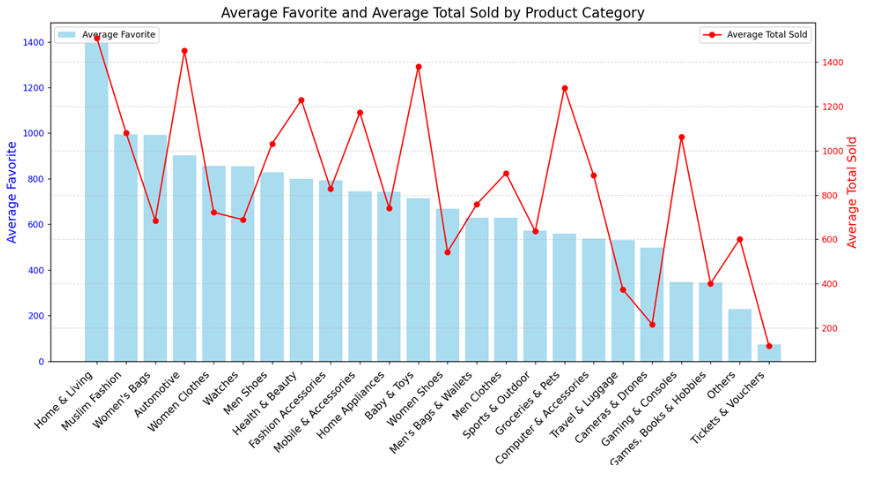 Average Favorite and Average Total Sold by Product Category
Average Favorite
Average Total Sold
1400
1200
1000
800
600
400
200
0
Average Favorite
1400
1200
1000
800
600
400
200
Average Total Sold
Home & Living
Muslim Fashion
Women's Bags
Automotive
Women Clothes
Watches
Men Shoes
Health & Beauty
Fashion Accessories
Mobile & Accessories
Home Appliances
Baby & Toys
Women Shoes
Men's Bags & Wallets
Men Clothes
Sports & Outdoor
Groceries & Pets
Computer & Accessories
Travel & Luggage
Cameras & Drones
Gaming & Consoles
Games, Books & Hobbies
Others
Tickets & Vouchers